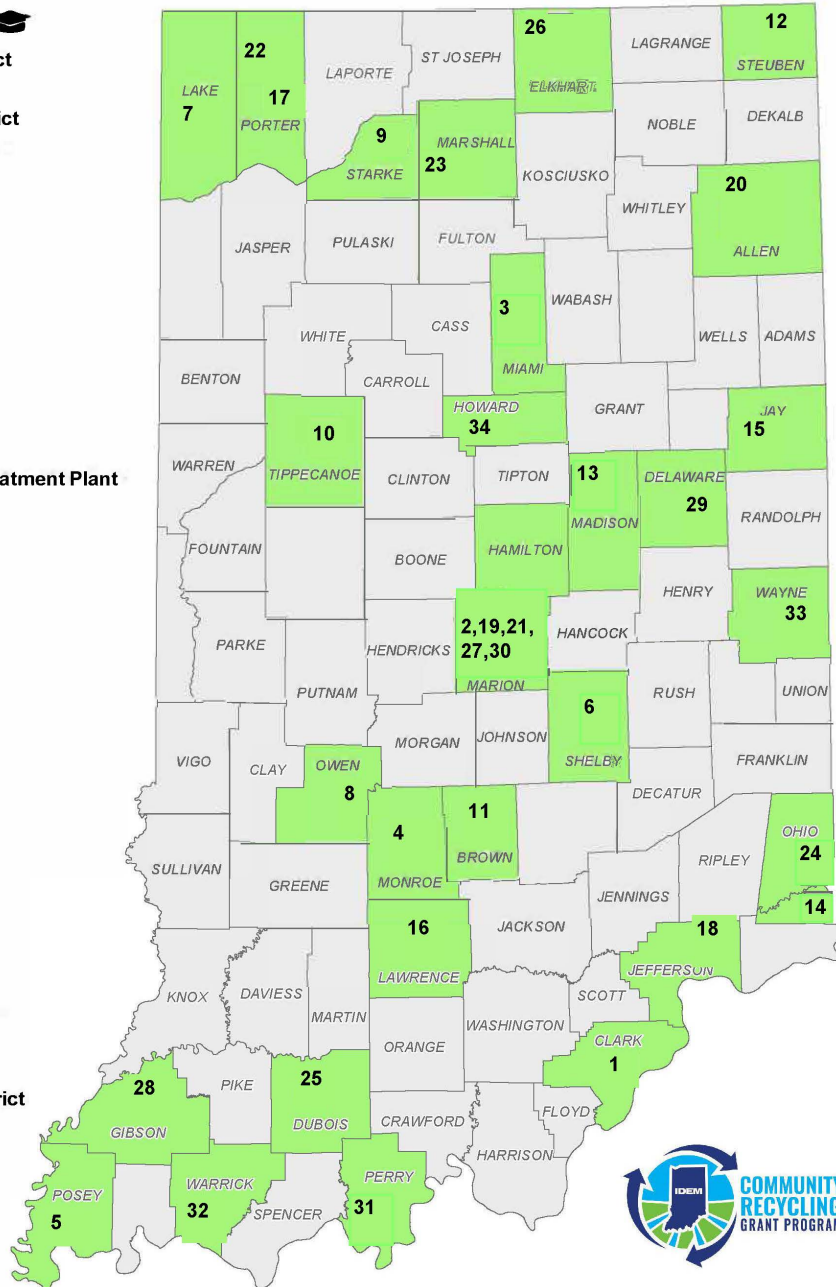 ct
ict
atment Plant
rict
26
12
22
LAGRANGE
ST JOSEPH
LAPORTE
STEUBEN
LAKE
ELKHART
17
7
PORTER
DEKALB
NOBLE
9
MARSHALL
23
STARKE
KOSCIUSKO
20
WHITLEY
PULASKI
FULTON
JASPER
ALLEN
3
WABASH
CASS
WHITE
WELLS
ADAMS
MIAMI
BENTON
CARROLL
HOWARD
34
GRANT
JAY
15
10
WARREN
TIPPECANOE
CLINTON
TIPTON
13
DELAWARE
29
MADISON
RANDOLPH
FOUNTAIN
HAMILTON
BOONE
HENRY
WAYNE
33
2,19,21,
27,30
HANCOCK
PARKE
HENDRICKS
MARION
PUTNAM
RUSH
UNION
6
JOHNSON
MORGAN
VIGO
SHELBY
FRANKLIN
CLAY
OWEN
8
DECATUR
11
4
OHIO
24
BROWN
RIPLEY
SULLIVAN
MONROE
GREENE
JENNINGS
14
16
JACKSON
18
LAWRENCE
JEFFERSON
KNOX
DAVIESS
SCOTT
MARTIN
WASHINGTON
ORANGE
CLARK
1
25
28
PIKE
FLOYD
DUBOIS
CRAWFORD
GIBSON
HARRISON
PERRY
WARRICK
POSEY
31
5
32
SPENCER
IDEM
COMMUNITY
RECYCLING
GRANT PROGRAM